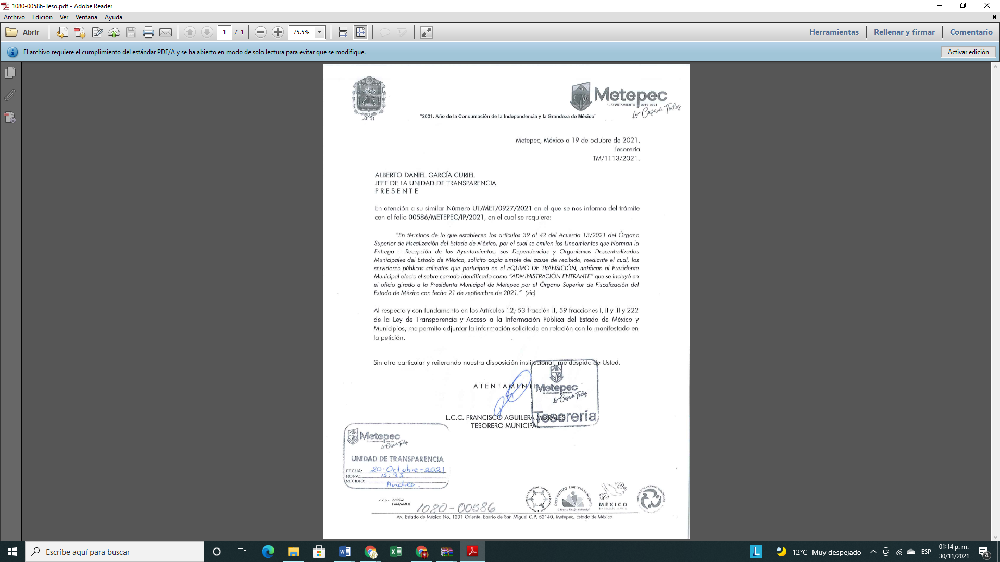 1080-00586-Teso.pdf - Adobe Reader
Archivo Edición Ver Ventana Ayuda
Abrir 1 / 1 75.5% Herramientas Rellenar y firmar Comentario
El archivo requiere el cumplimiento del estándar PDF/A y se ha abierto en modo de solo lectura para evitar que se modifique. Activar edición
Metepec
H. AYUNTAMIENTO 2019-2021
La Casa de Todos
"2021. Año de la Consumación de la Independencia y la Grandeza de México"
Metepec, México a 19 de octubre de 2021.
Tesorería
TM/1113/2021.
ALBERTO DANIEL GARCÍA CURIEL
JEFE DE LA UNIDAD DE TRANSPARENCIA
P R E S E N T E
En atención a su similar Número UT/MET/0927/2021 en el que se nos informa del trámite
con el folio 00586/METEPEC/IP/2021, en el cual se requiere:
"En términos de lo que establecen los artículos 39 al 42 del Acuerdo 13/2021 del Órgano
Superior de Fiscalización del Estado de México, por el cual se emiten los Lineamientos que Norman la
Entrega – Recepción de los Ayuntamientos, sus Dependencias y Organismos Descentralizados
Municipales del Estado de México, solicito copia simple del acuse de recibido, mediante el cual, los
servidores públicos salientes que participan en el EQUIPO DE TRANSICIÓN, notifican al Presidente
Municipal electo el sobre cerrado identificado como "ADMINISTRACIÓN ENTRANTE" que se incluyó en
el oficio girado a la Presidenta Municipal de Metepec por el Órgano Superior de Fiscalización del
Estado de México con fecha 21 de septiembre de 2021." (sic)
Al respecto y con fundamento en los Artículos 12; 53 fracción II, 59 fracciones I, II y III y 222
de la Ley de Transparencia y Acceso a la Información Pública del Estado de México y
Municipios; me permito adjuntar la información solicitada en relación con lo manifestado en
la petición.
Sin otro particular y reiterando nuestra disposición institucional, me despido de Usted.
A T E N T A M E N T E
Metepec
La Casa de Todos
Tesorería
L.C.C. FRANCISCO AGUILERA MORALES
TESORERO MUNICIPAL
Metepec
La Casa de Todos
UNIDAD DE TRANSPARENCIA
FECHA: 20-Octubre-2021
HORA: 15:35
RECIBIÓ: Andrea.
c.c.p.- Archivo
FAM/AMOF
1080-00586
DISTINTIVO Empresa Incluyente
Gilberto Rincón Gallardo
MÉXICO
Av. Estado de México No. 1201 Oriente, Barrio de San Miguel C.P. 52140, Metepec, Estado de México
Escribe aquí para buscar
L 12°C Muy despejado ESP 01:14 p. m.
30/11/2021
4